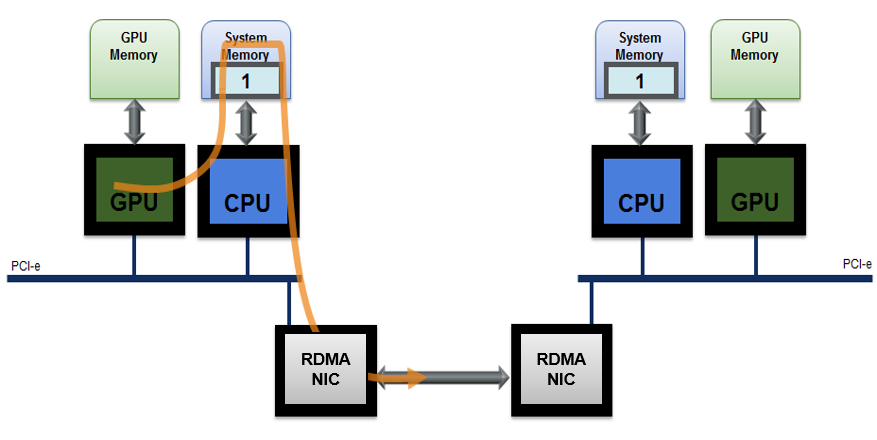 GPU
Memory
System
Memory
1
System
Memory
1
GPU
Memory
GPU
CPU
CPU
GPU
PCI-e
PCI-e
RDMA
NIC
RDMA
NIC